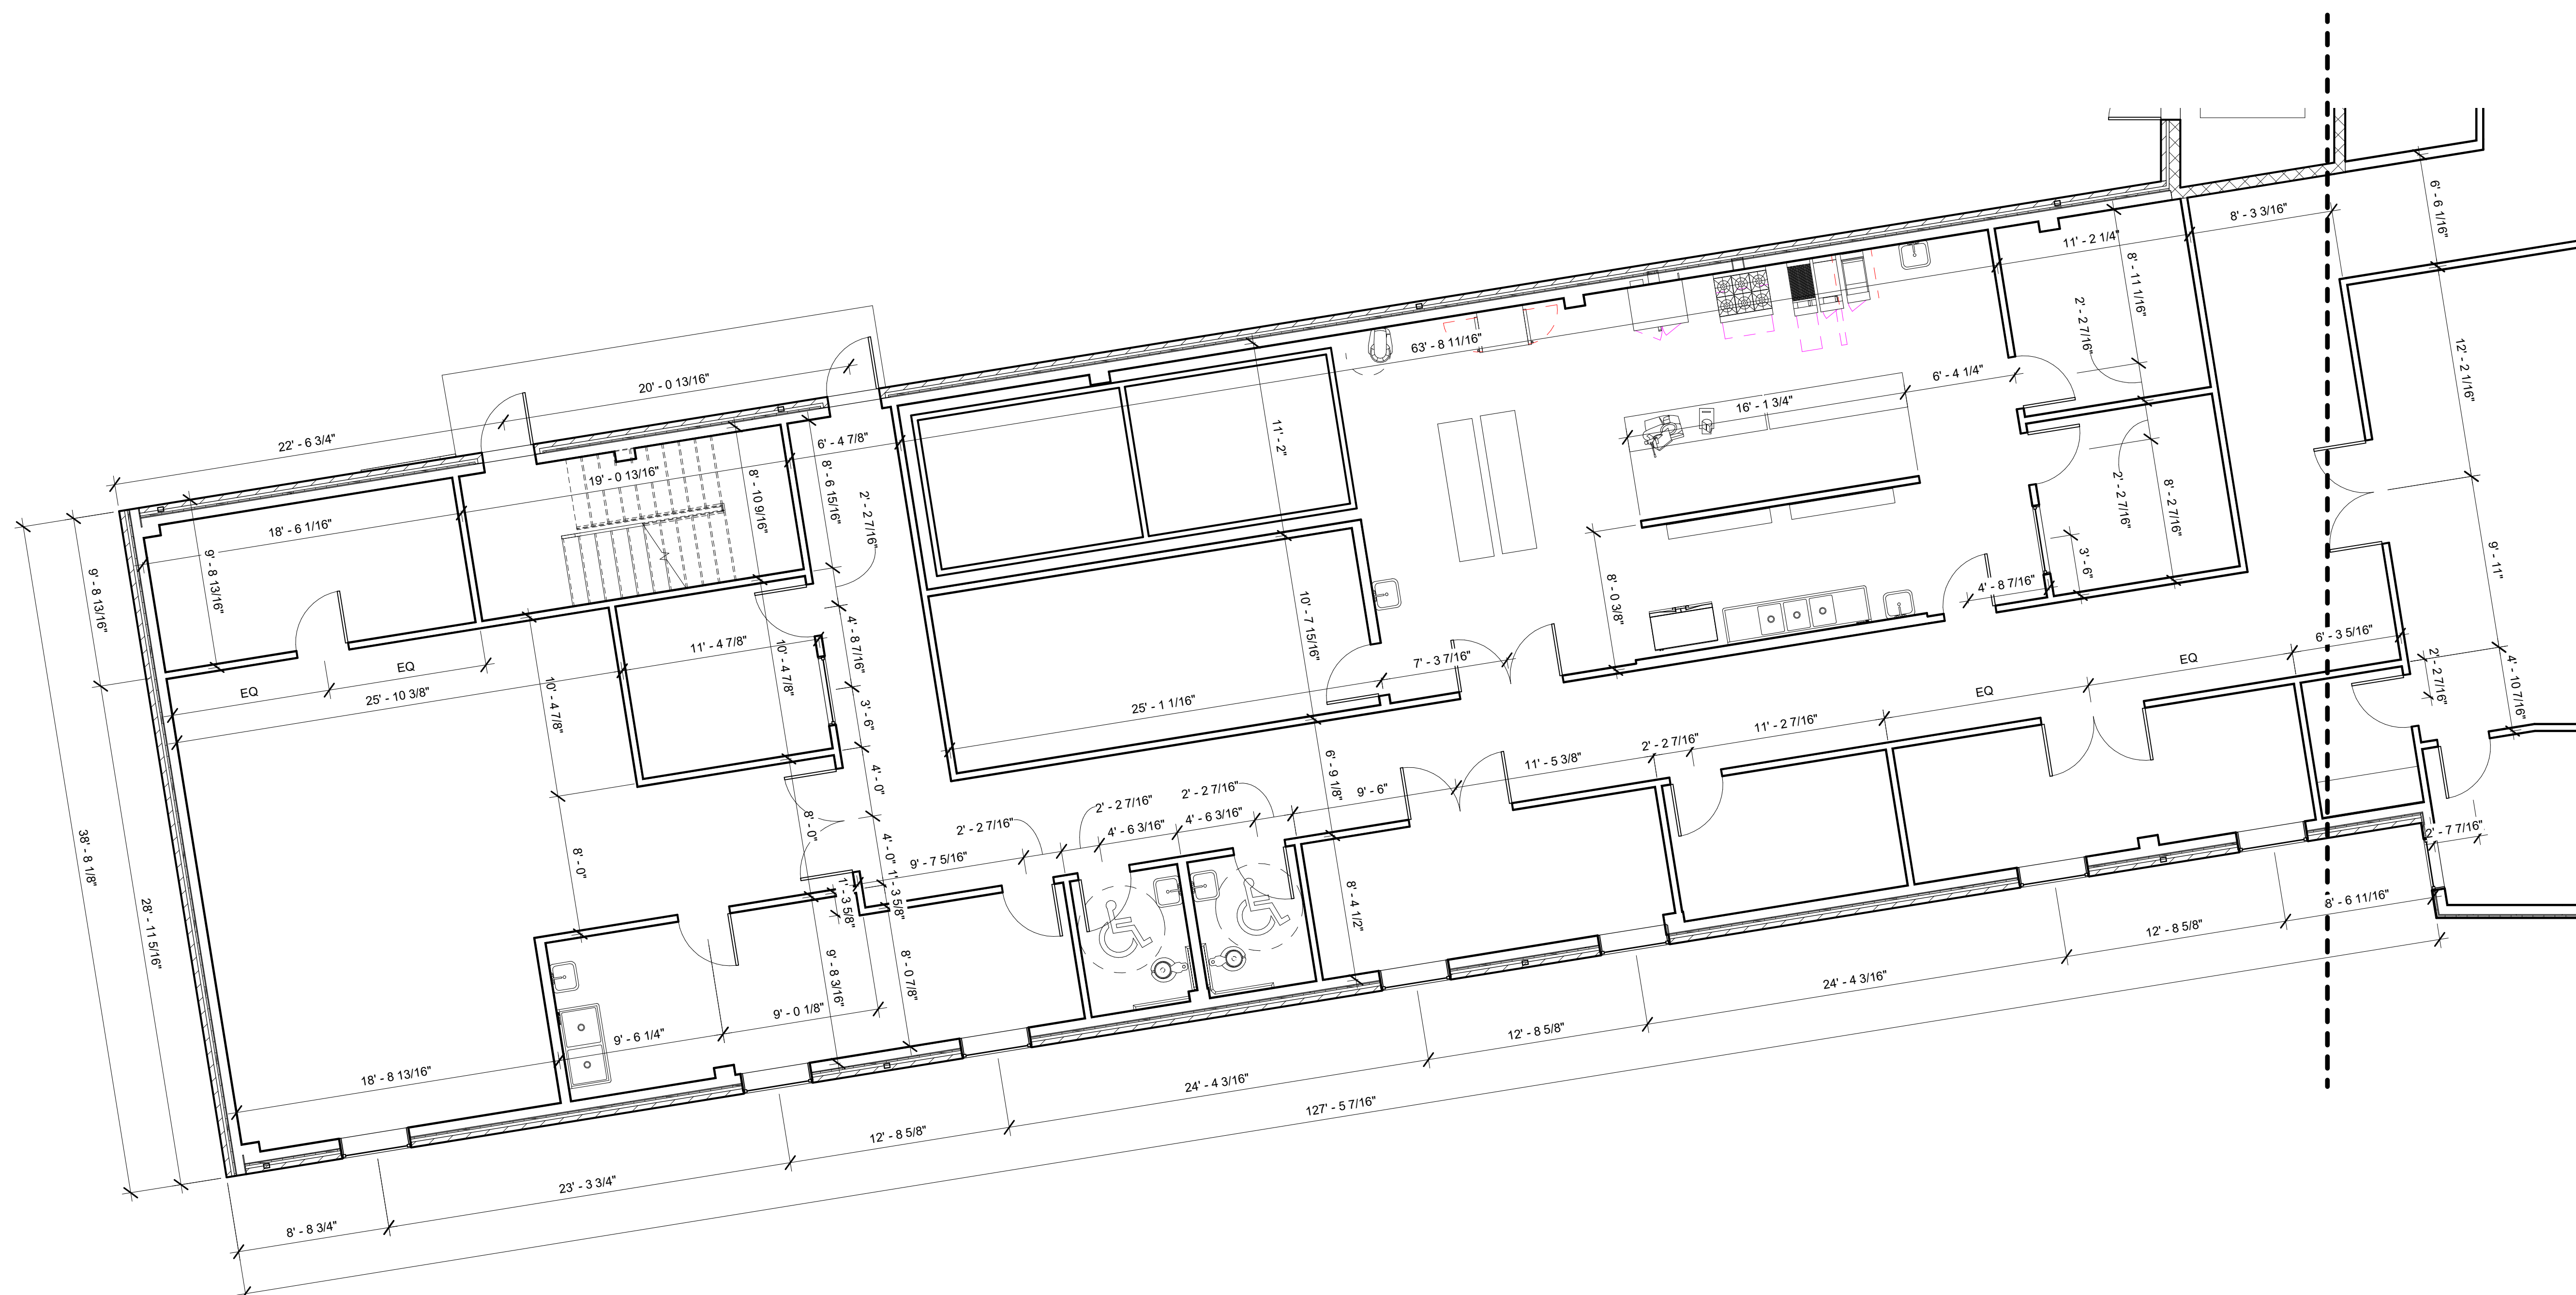 6' - 6 1/16"
8' - 3 3/16"
11' - 2 1/4"
8' - 11 1/16"
2' - 2 7/16"
63' - 8 11/16"
12' - 2 1/16"
20' - 0 13/16"
22' - 6 3/4"
6' - 4 1/4"
16' - 1 3/4"
11' - 2"
6' - 4 7/8"
19' - 0 13/16"
8' - 10 9/16"
8' - 6 15/16"
2' - 2 7/16"
18' - 6 1/16"
9' - 8 13/16"
9' - 8 13/16"
2' - 2 7/16"
8' - 2 7/16"
3' - 6"
4' - 8 7/16"
8' - 0 3/8"
9' - 11"
10' - 7 15/16"
11' - 4 7/8"
10' - 4 7/8"
4' - 8 7/16"
EQ
EQ
25' - 10 3/8"
10' - 4 7/8"
3' - 6"
7' - 3 7/16"
25' - 1 1/16"
6' - 3 5/16"
EQ
2' - 2 7/16"
4' - 10 7/16"
EQ
11' - 2 7/16"
2' - 2 7/16"
11' - 5 3/8"
6' - 9 1/8"
9' - 6"
2' - 2 7/16"
2' - 2 7/16"
2' - 2 7/16"
4' - 6 3/16"
4' - 6 3/16"
4' - 0"
8' - 0"
8' - 0"
4' - 0"
9' - 7 5/16"
1' - 3 5/8"
1' - 3 5/8"
8' - 4 1/2"
2' - 7 7/16"
38' - 8 1/8"
28' - 11 5/16"
9' - 8 3/16"
8' - 0 7/8"
9' - 0 1/8"
9' - 6 1/4"
18' - 8 13/16"
8' - 6 11/16"
12' - 8 5/8"
24' - 4 3/16"
12' - 8 5/8"
24' - 4 3/16"
127' - 5 7/16"
12' - 8 5/8"
23' - 3 3/4"
8' - 8 3/4"